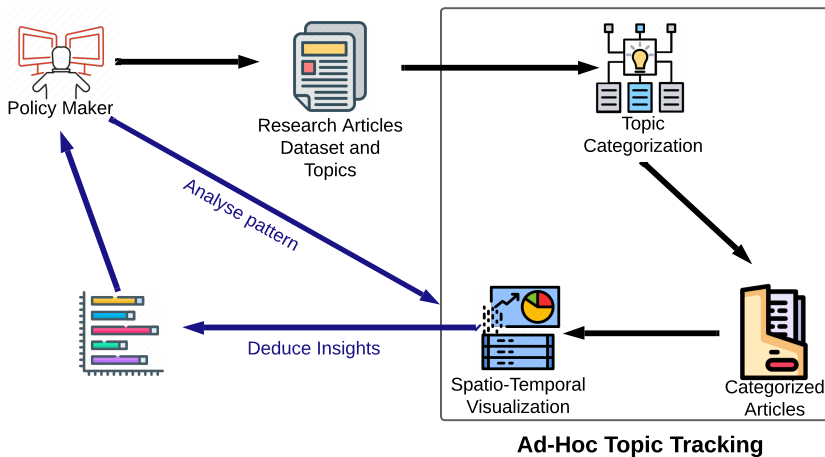 Policy Maker
Research Articles
Dataset and
Topics
Topic
Categorization
Analyse pattern
Deduce Insights
Spatio-Temporal
Visualization
Categorized
Articles
Ad-Hoc Topic Tracking